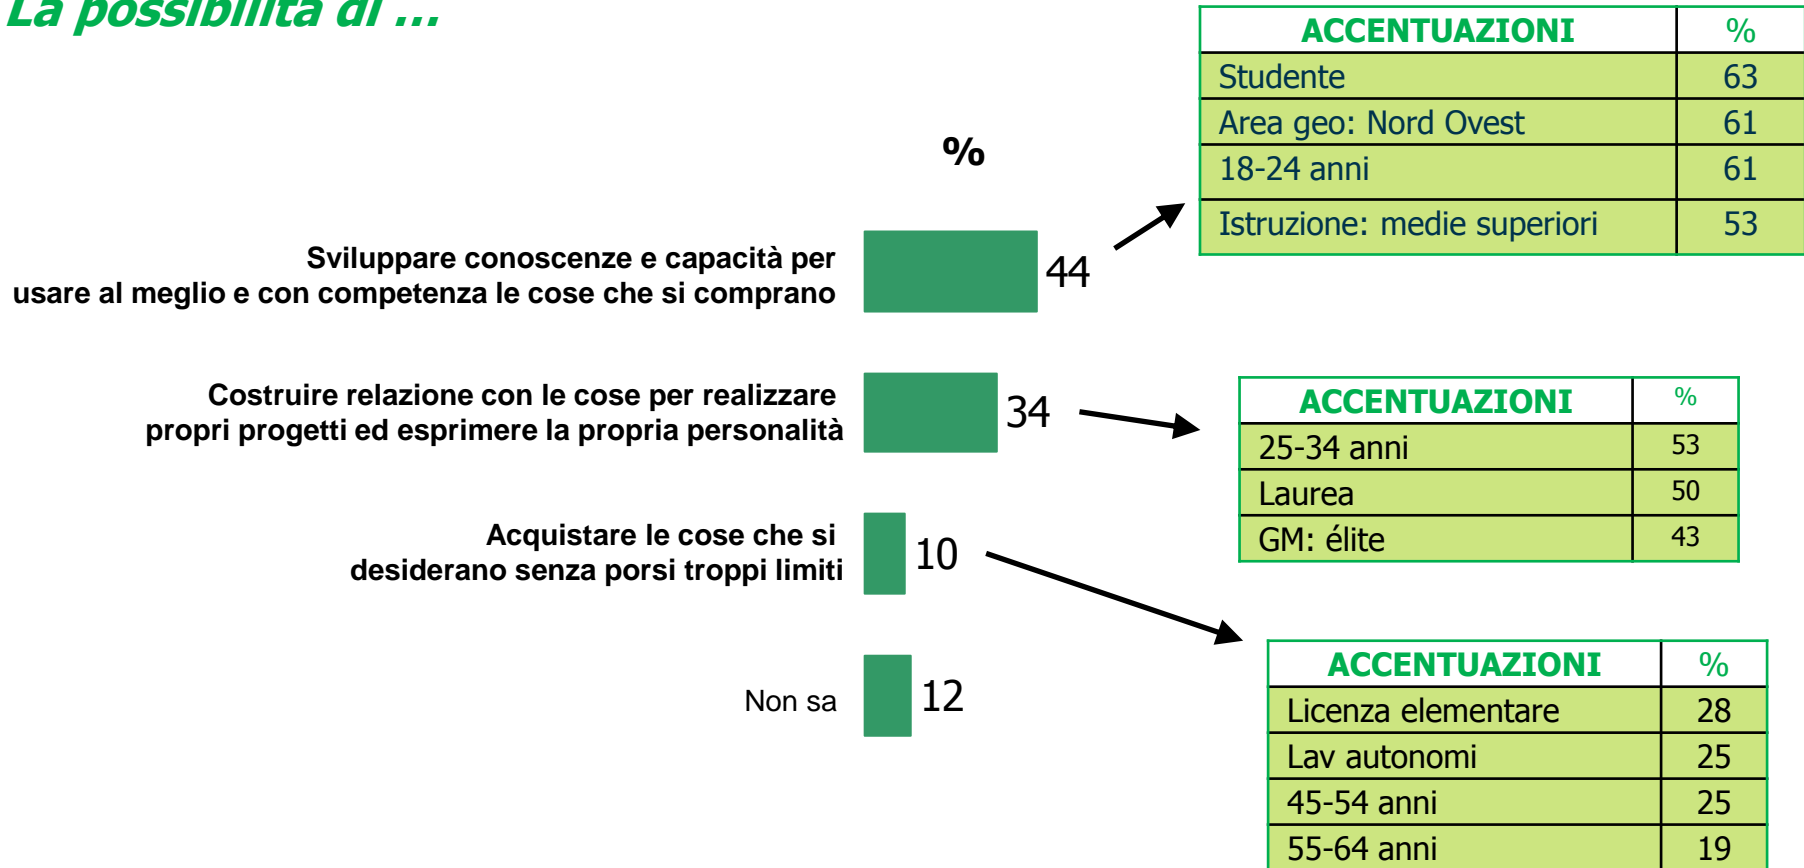 La possibilità di ...
ACCENTUAZIONI %
Studente 63
Area geo: Nord Ovest 61
18-24 anni 61
Istruzione: medie superiori 53
%
Sviluppare conoscenze e capacità per
usare al meglio e con competenza le cose che si comprano
44
Costruire relazione con le cose per realizzare
propri progetti ed esprimere la propria personalità
34
ACCENTUAZIONI %
25-34 anni 53
Laurea 50
GM: élite 43
Acquistare le cose che si
desiderano senza porsi troppi limiti
10
Non sa 12
ACCENTUAZIONI %
Licenza elementare 28
Lav autonomi 25
45-54 anni 25
55-64 anni 19